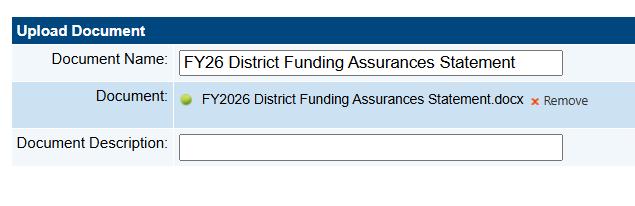 Upload Document
Document Name: FY26 District Funding Assurances Statement
Document: FY2026 District Funding Assurances Statement.docx Remove
Document Description: